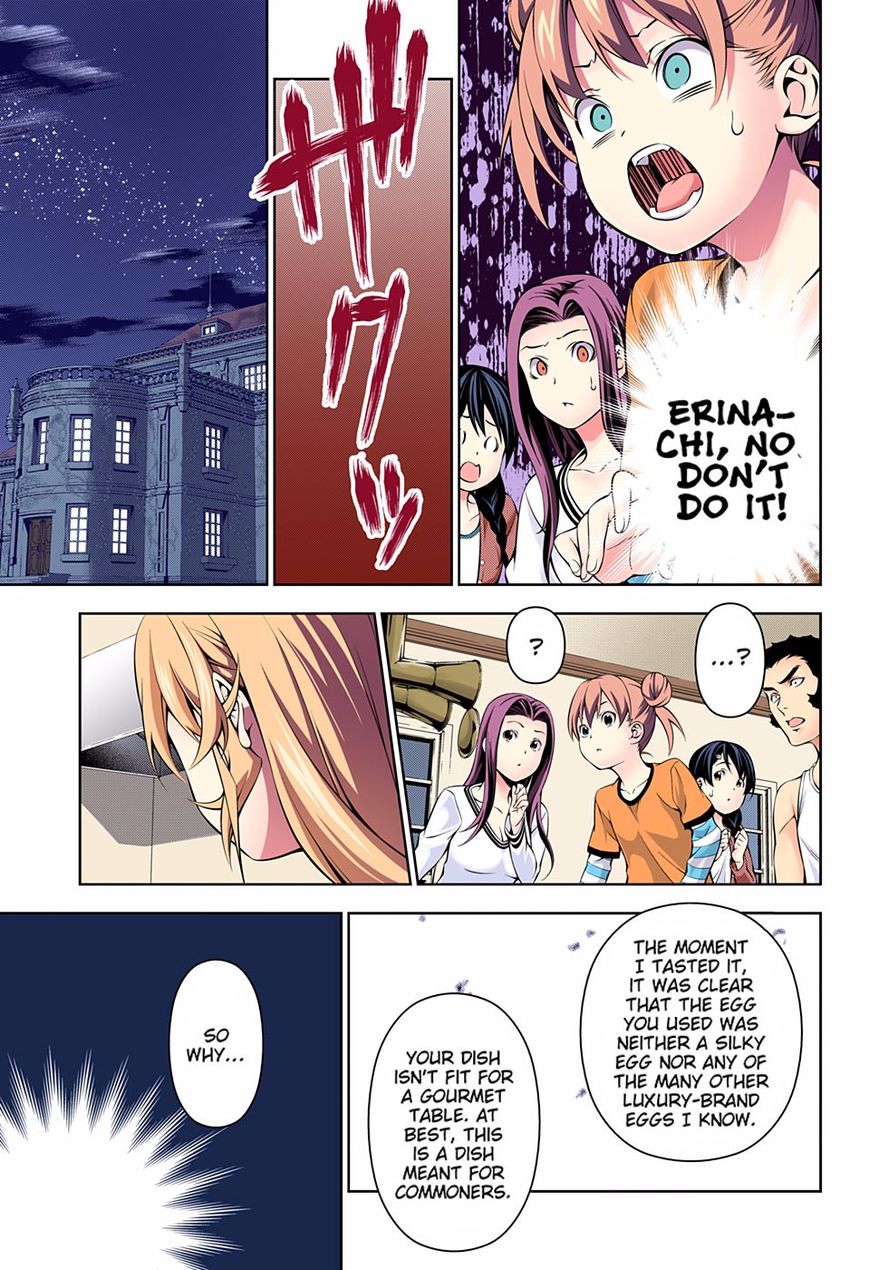 ERINA-
CHI, NO
DON'T
DO IT!
ザクッ
...?
?
THE MOMENT
I TASTED IT,
IT WAS CLEAR
THAT THE EGG
YOU USED WAS
NEITHER A SILKY
EGG NOR ANY OF
THE MANY OTHER
LUXURY-BRAND
EGGS I KNOW.
YOUR DISH
ISN'T FIT FOR
A GOURMET
TABLE. AT
BEST, THIS
IS A DISH
MEANT FOR
COMMONERS.
SO
WHY...